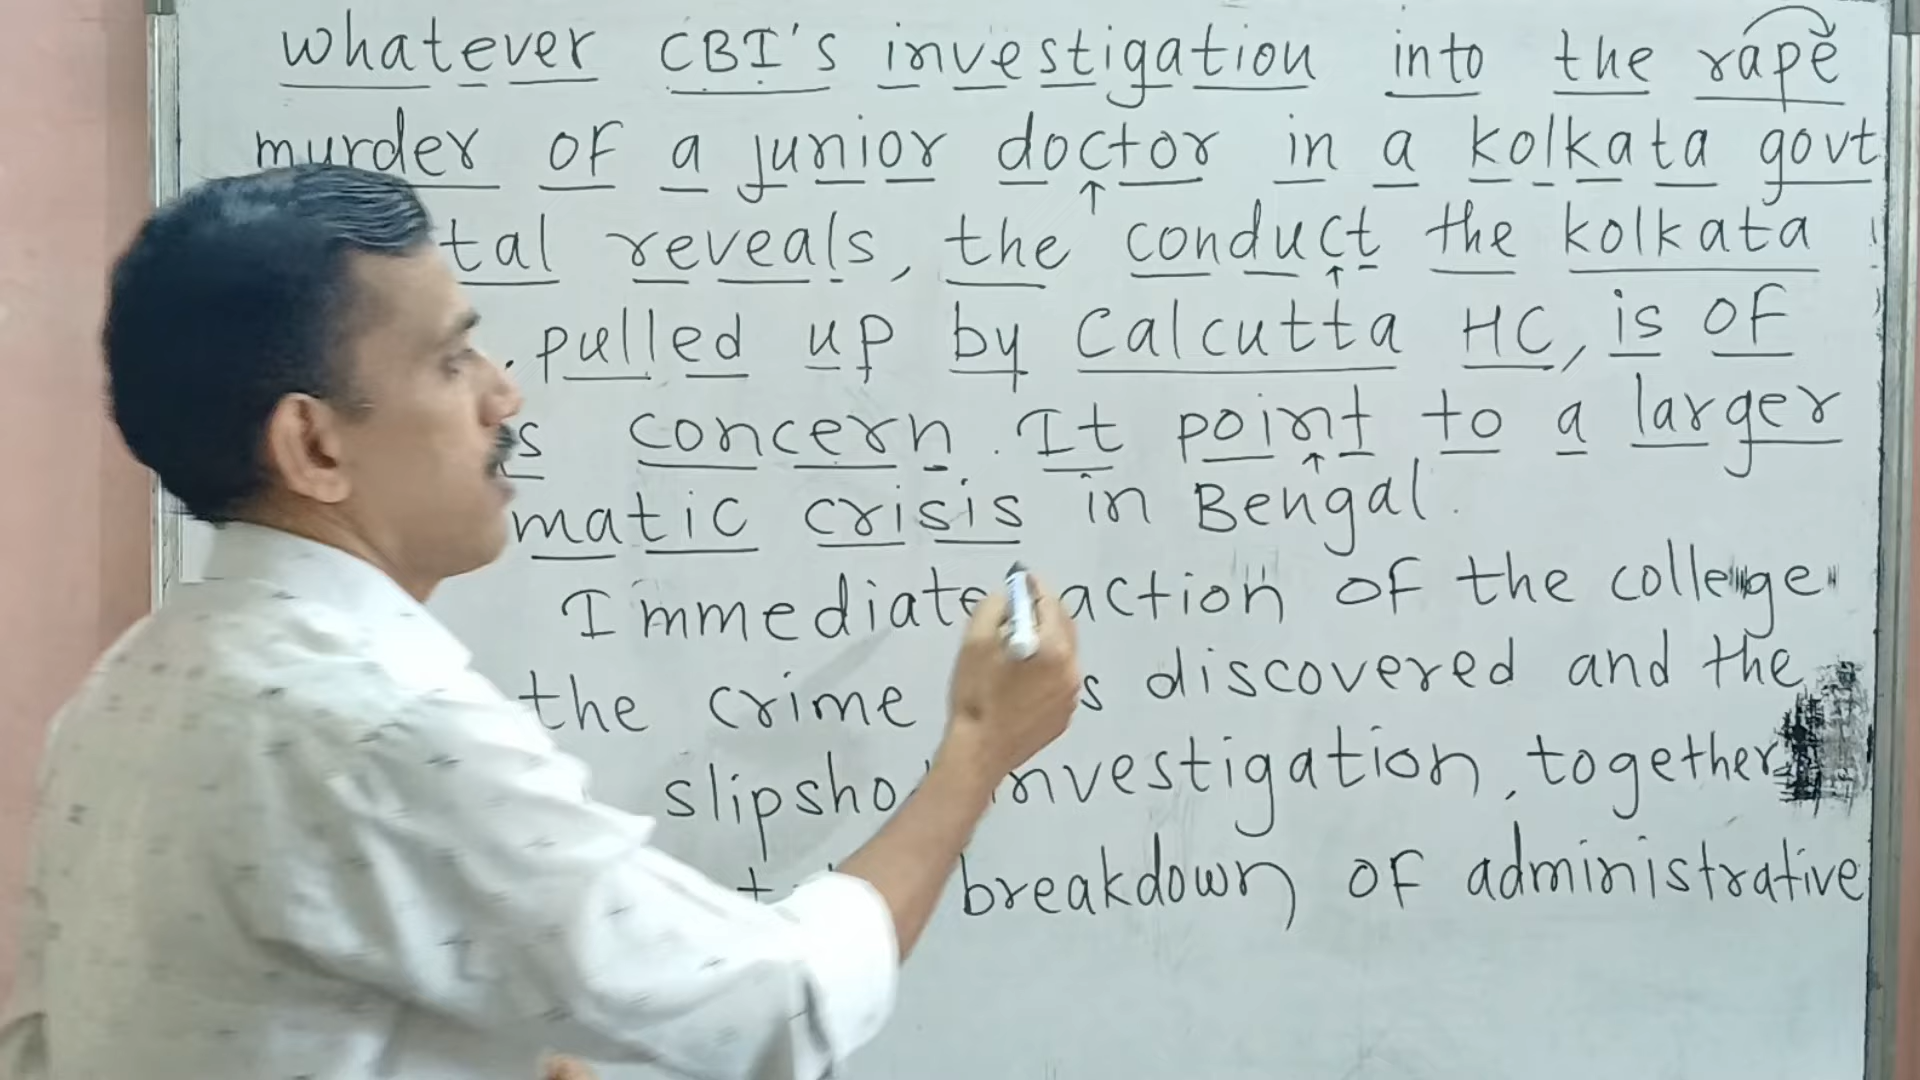 whatever CBI's investigation into the rape
murder of a junior doctor in a kolkata govt
tal reveals, the conduct the kolkata
. pulled up by Calcutta HC, is of
s concern. It point to a larger
matic crisis in Bengal.
Immediate action of the college
the crime s discovered and the
slipsho nvestigation, together
breakdown of administrative